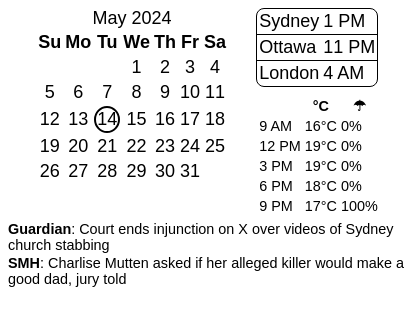 May 2024
Su Mo Tu We Th Fr Sa
1 2 3 4
5 6 7 8 9 10 11
12 13 14 15 16 17 18
19 20 21 22 23 24 25
26 27 28 29 30 31
Sydney 1 PM
Ottawa 11 PM
London 4 AM
°C ☂
9 AM 16°C 0%
12 PM 19°C 0%
3 PM 19°C 0%
6 PM 18°C 0%
9 PM 17°C 100%
Guardian: Court ends injunction on X over videos of Sydney
church stabbing
SMH: Charlise Mutten asked if her alleged killer would make a
good dad, jury told